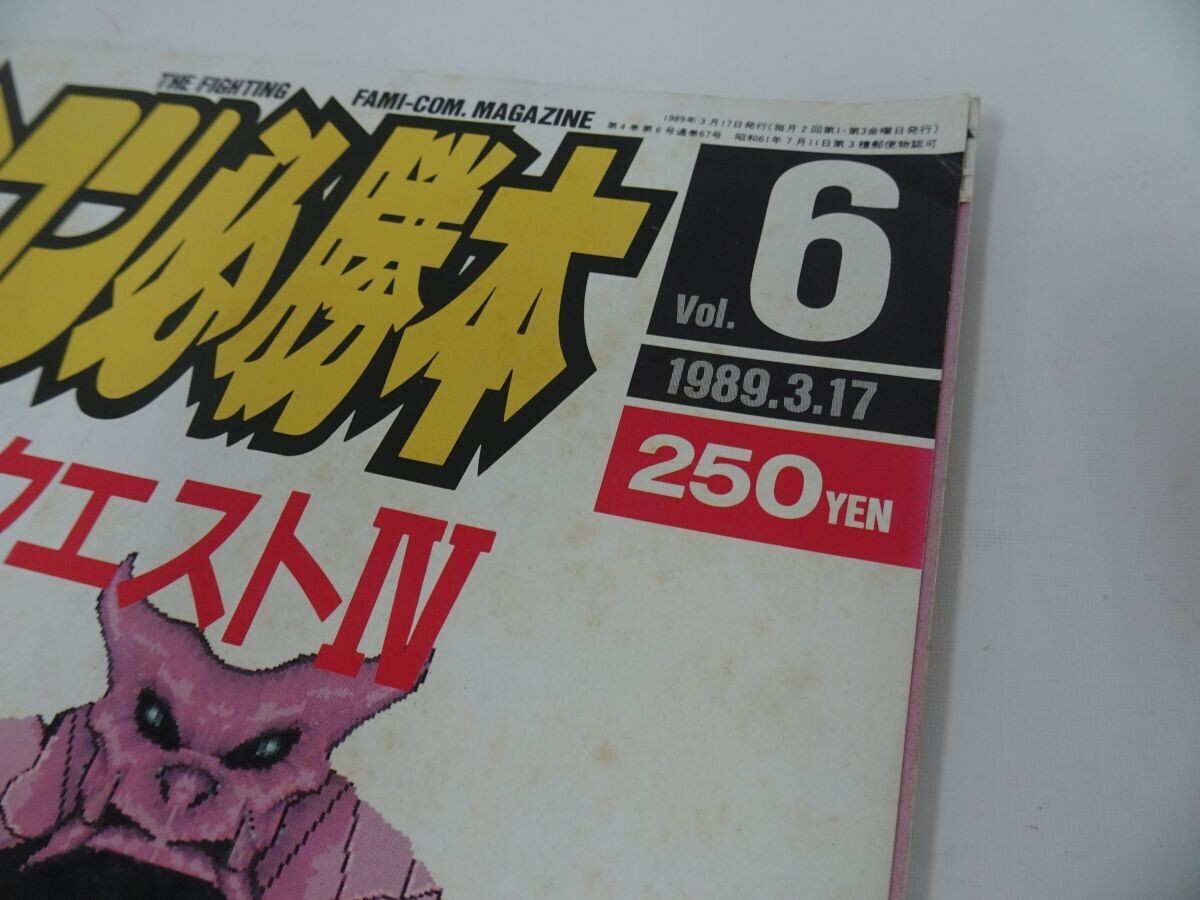 THE FIGHTING FAMI-COM. MAGAZINE
1989年3月17日発行(毎月2回第1・第3金曜日発行)
第4巻第6号通巻67号 昭和61年7月11日第3種郵便物認可
コン必勝本
Vol. 6
1989.3.17
250YEN
クエストIV